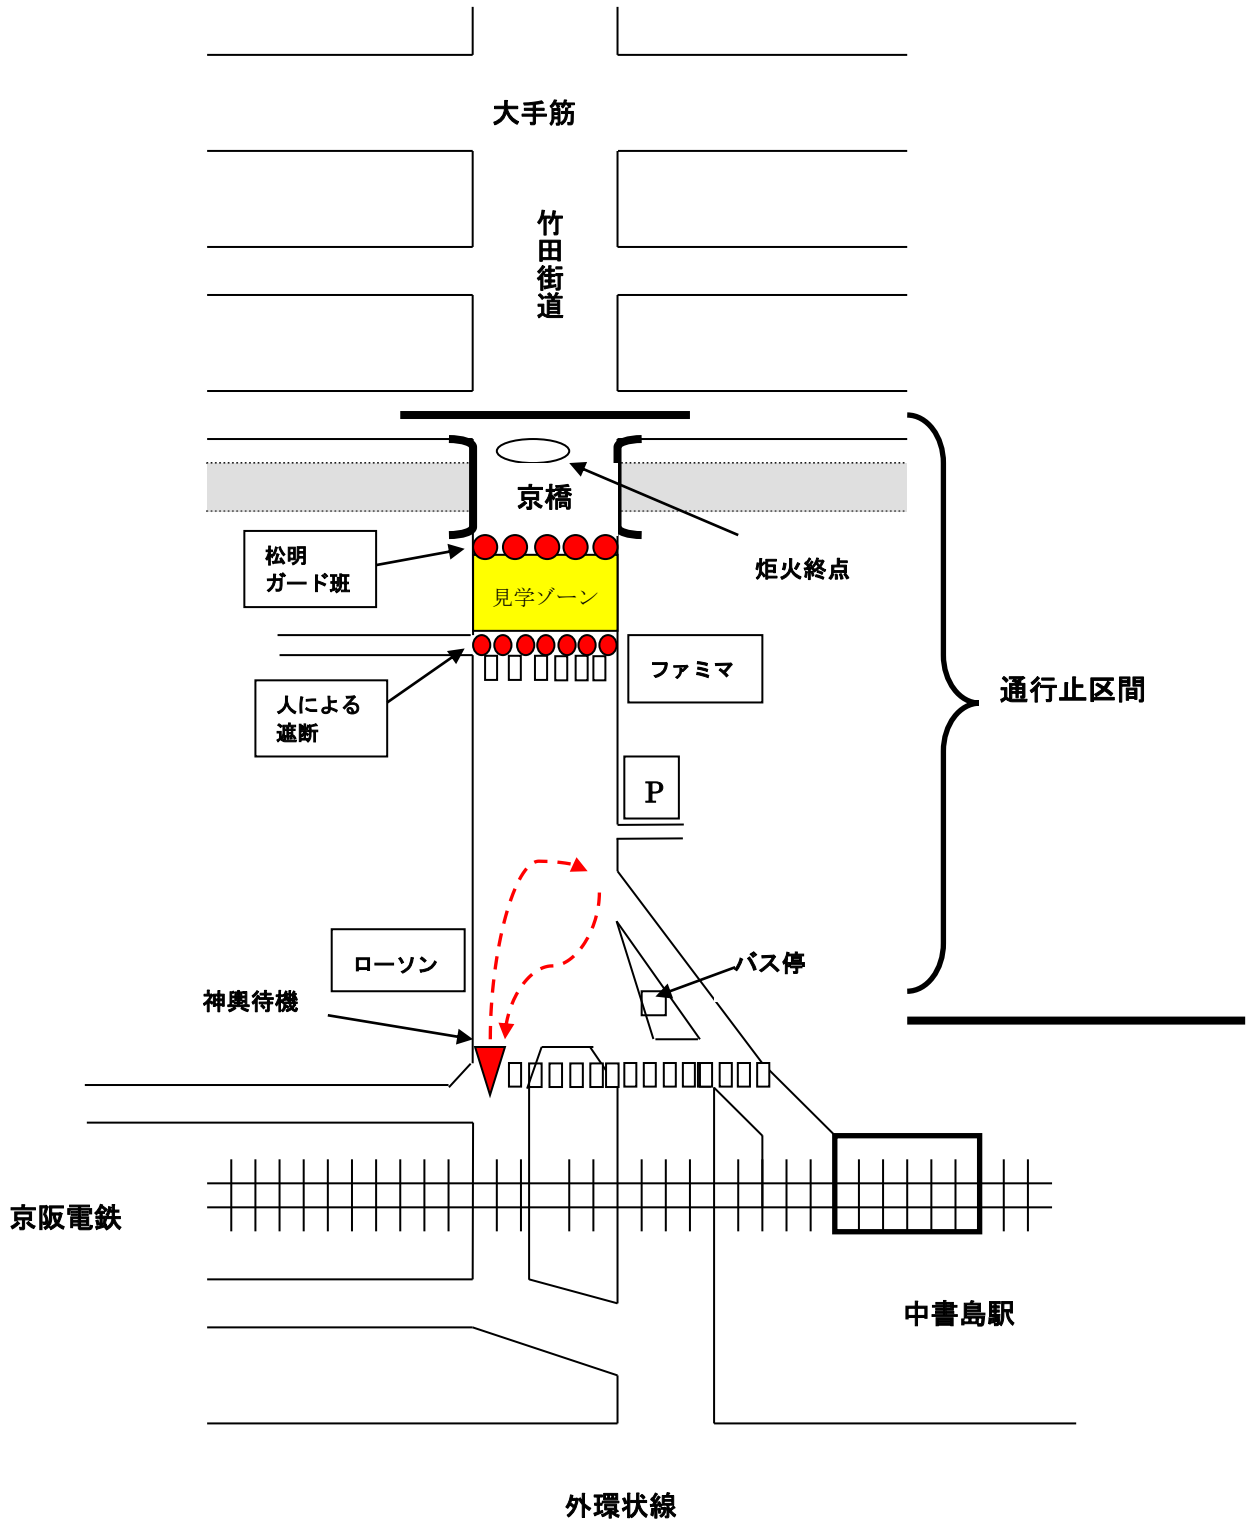 大手筋
竹田街道
京橋
松明
ガード班
炬火終点
見学ゾーン
ファミマ
通行止区間
人による
遮断
P
ローソン
バス停
神輿待機
京阪電鉄
中書島駅
外環状線